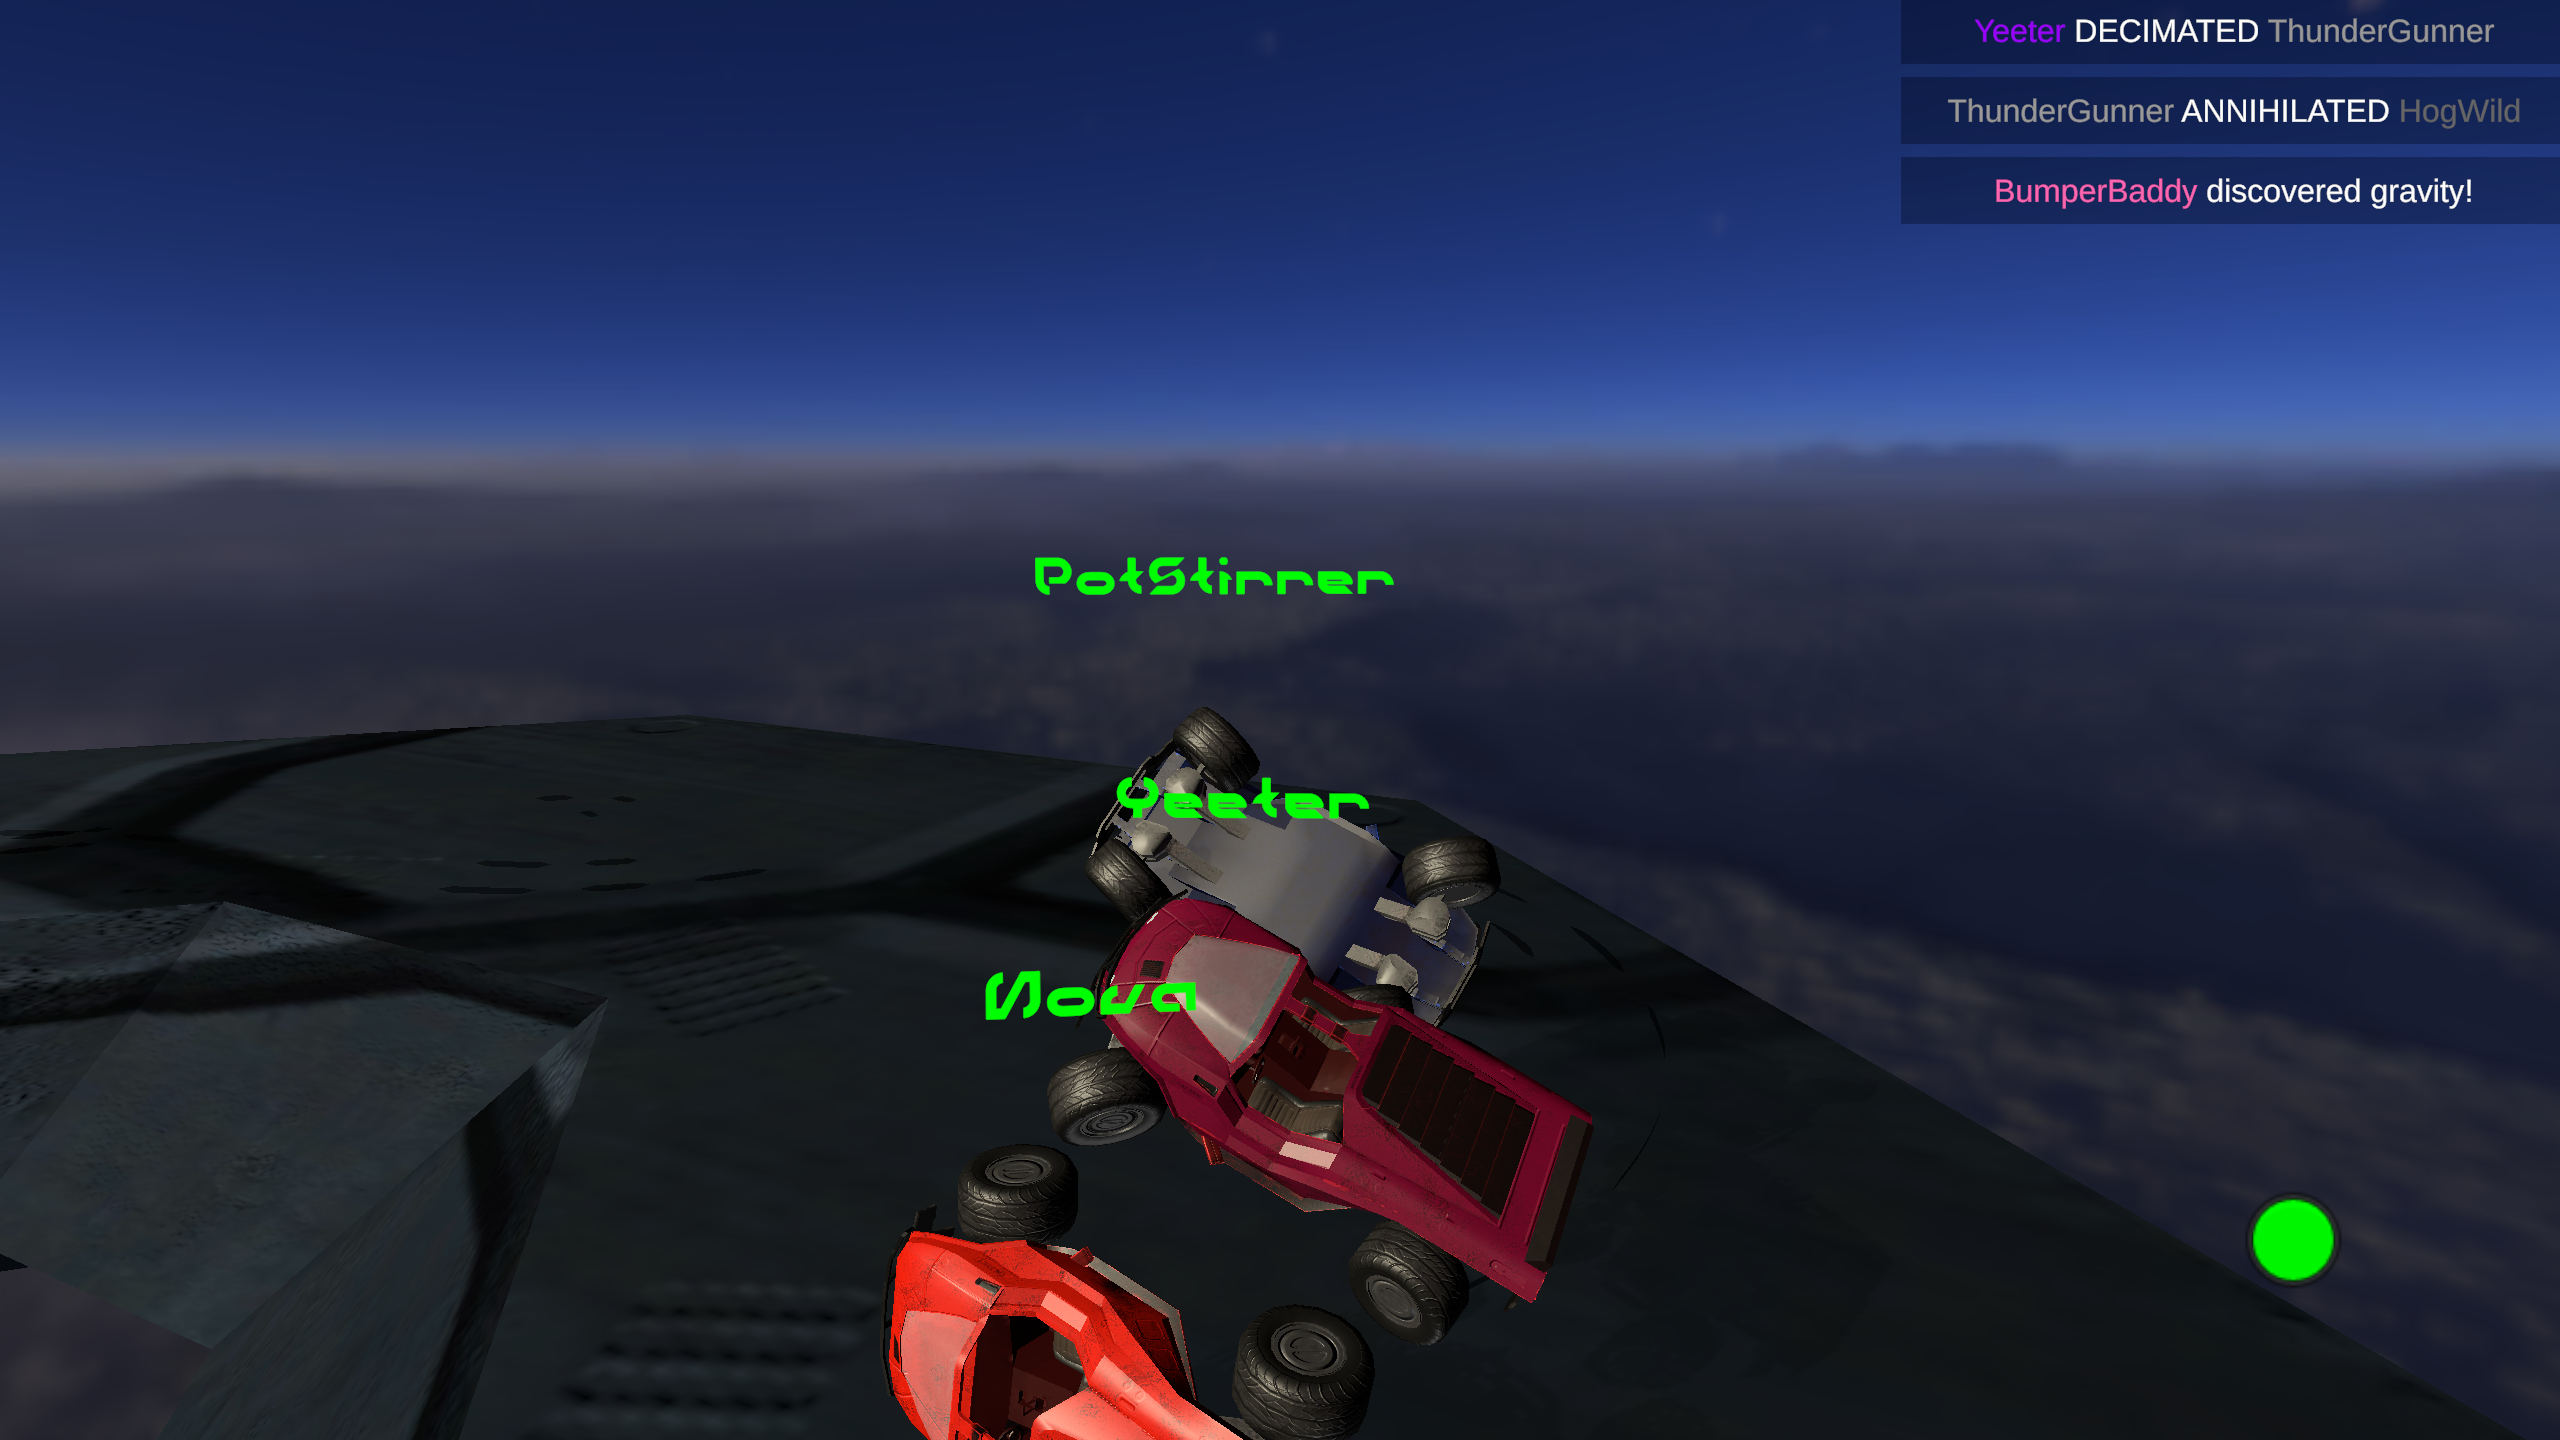 Yeeter DECIMATED ThunderGunner
ThunderGunner ANNIHILATED HogWild
BumperBaddy discovered gravity!
PotStirrer
Yeeter
Nova